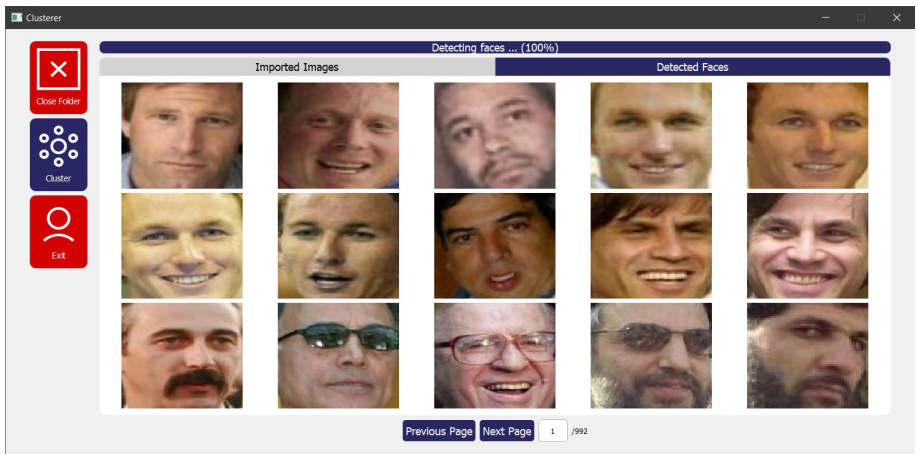 Clusterer
Detecting faces ... (100%)
Imported Images
Detected Faces
Close Folder
Cluster
Exit
Previous Page
Next Page
1
/992